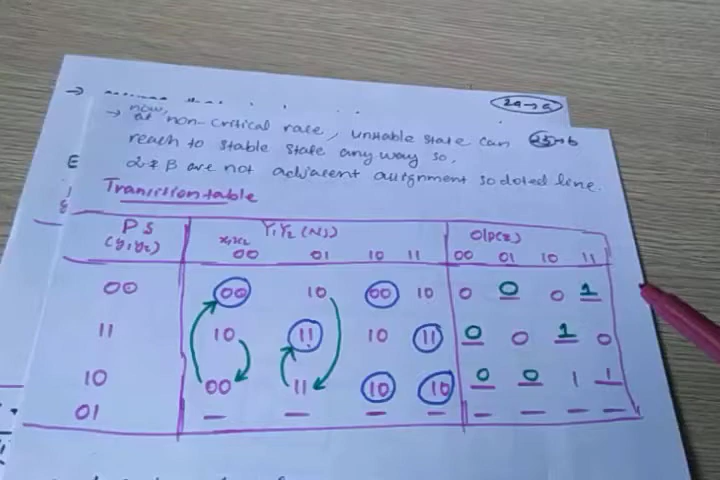 →
2a→a
→ now,
at non-critical race, unstable state can
25→b
reach to stable state any way so,
α & β are not adjacent assignment so dotted line.
E
Transition table
PS Y₁Y₂ (NS) O/P(Z)
(y₁y₂) x₁x₂
00 01 10 11 00 01 10 11
00 00 10 00 10 0 0 0 1
11 10 11 10 11 0 0 1 0
10 00 11 10 10 0 0 1 1
01 — — — — — — — —